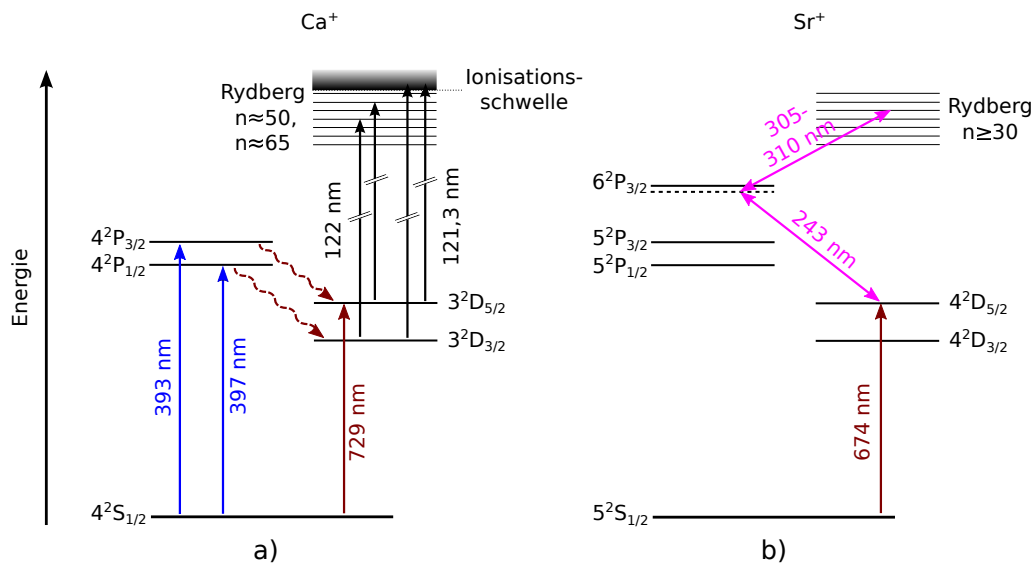 Ca⁺
Sr⁺
Energie
Rydberg
n≈50,
n≈65
Ionisations-
schwelle
122 nm
121,3 nm
4²P₃/₂
4²P₁/₂
3²D₅/₂
3²D₃/₂
393 nm
397 nm
729 nm
4²S₁/₂
a)
305-
310 nm
Rydberg
n≥30
6²P₃/₂
243 nm
5²P₃/₂
5²P₁/₂
4²D₅/₂
4²D₃/₂
674 nm
5²S₁/₂
b)